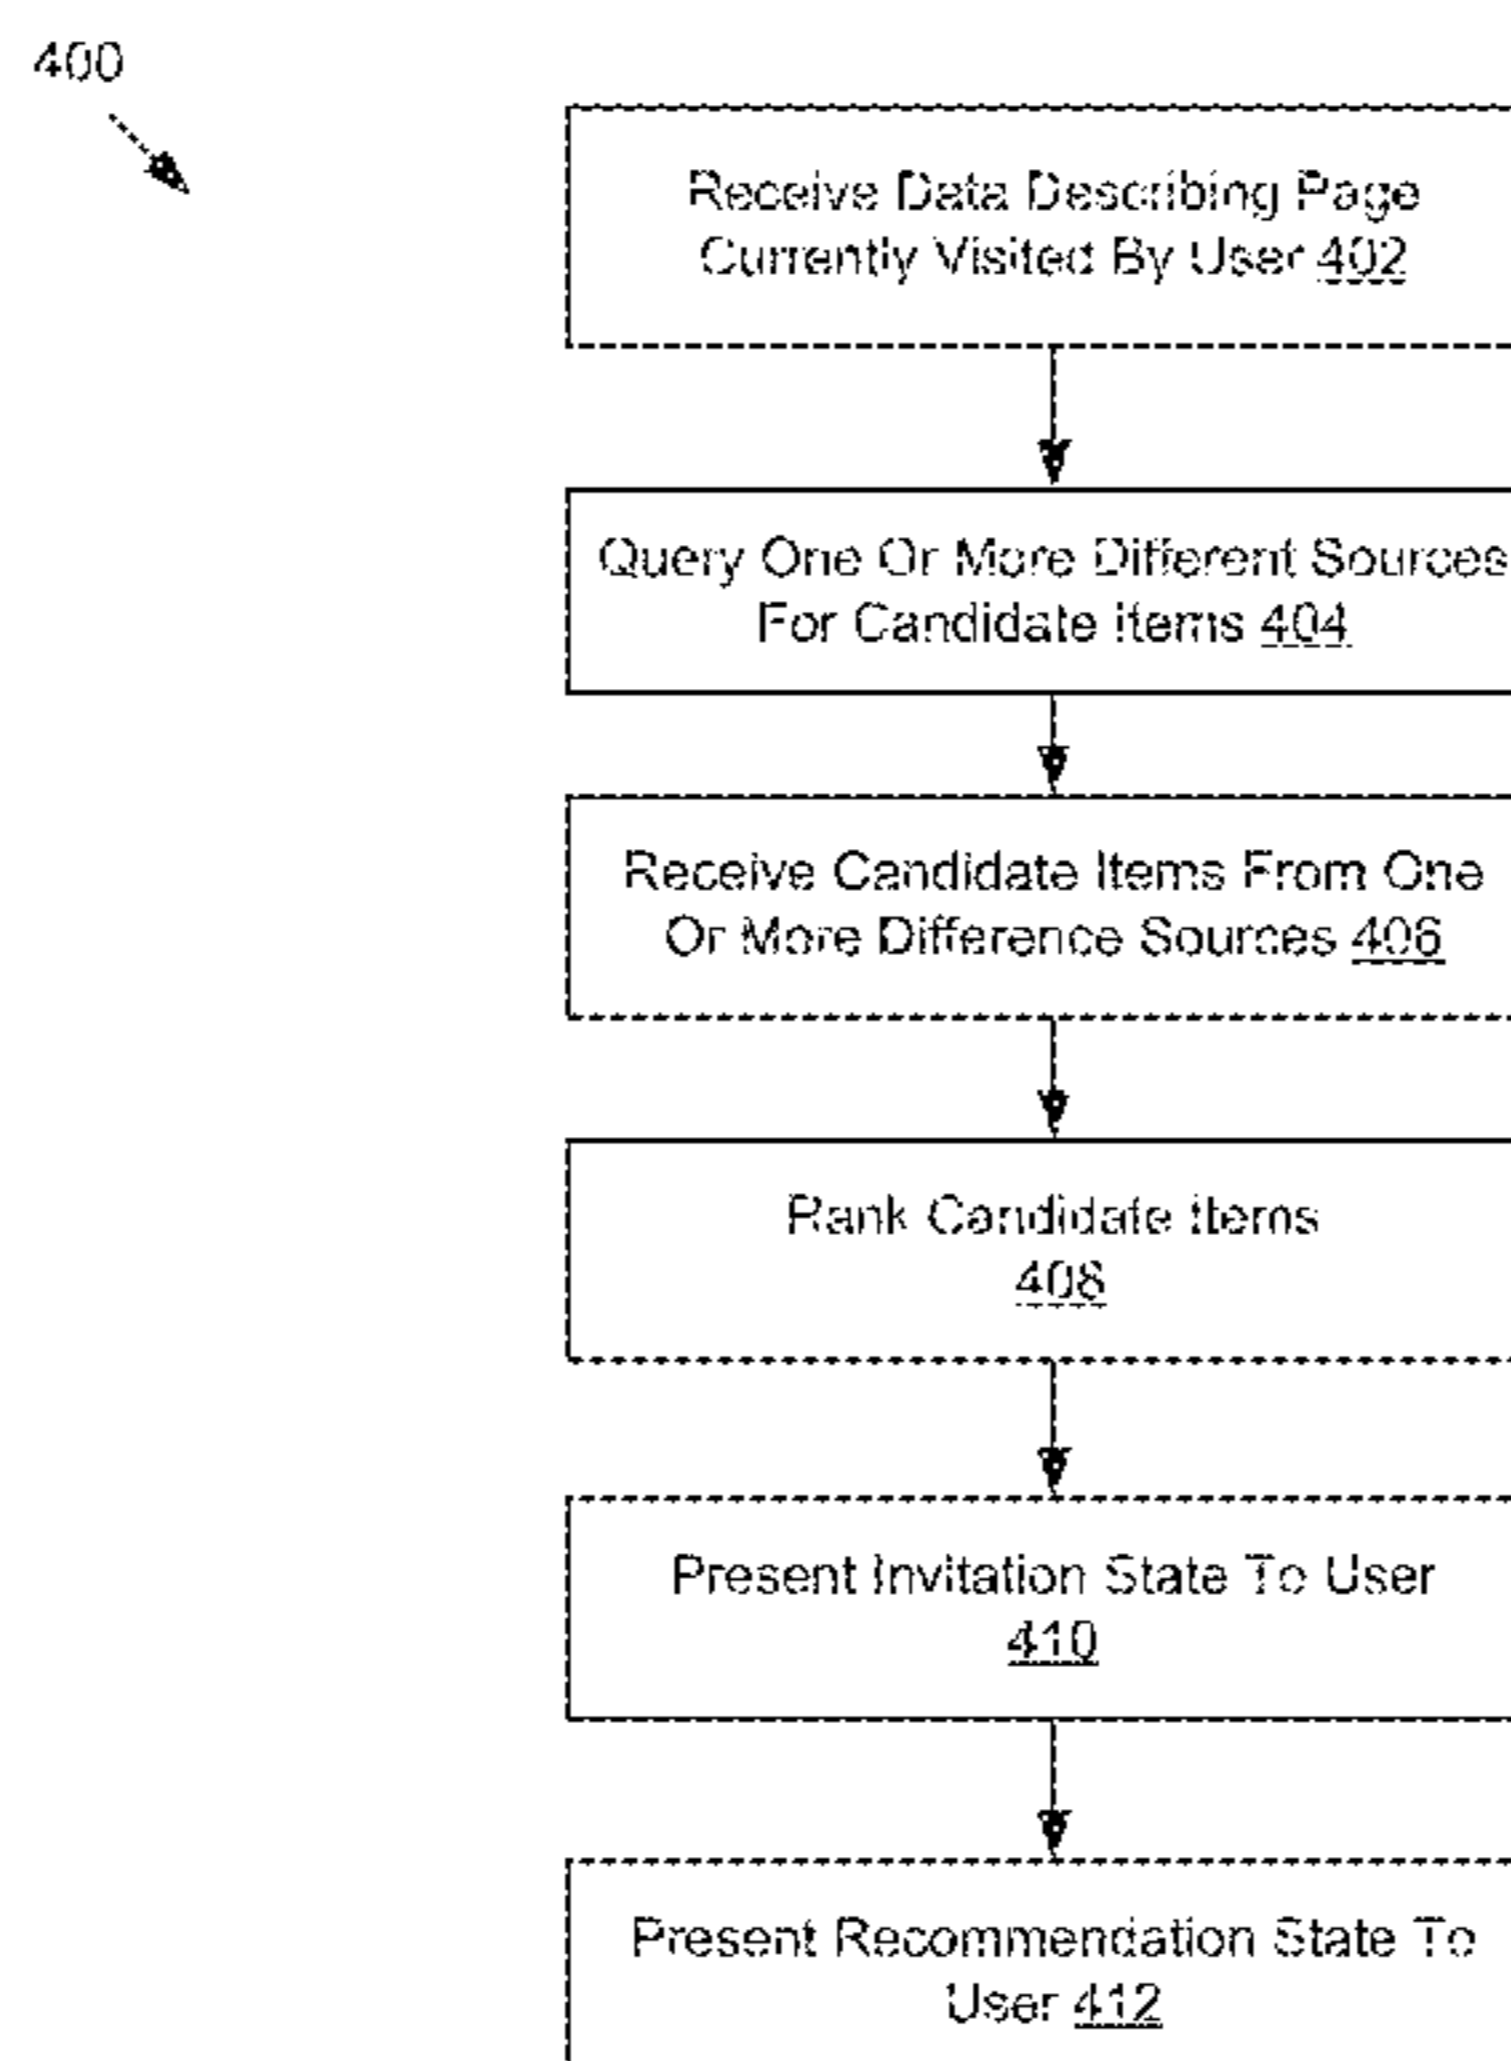 400
Receive Data Describing Page
Currently Visited By User 402
Query One Or More Different Sources
For Candidate Items 404
Receive Candidate Items From One
Or More Difference Sources 406
Rank Candidate Items
408
Present Invitation State To User
410
Present Recommendation State To
User 412